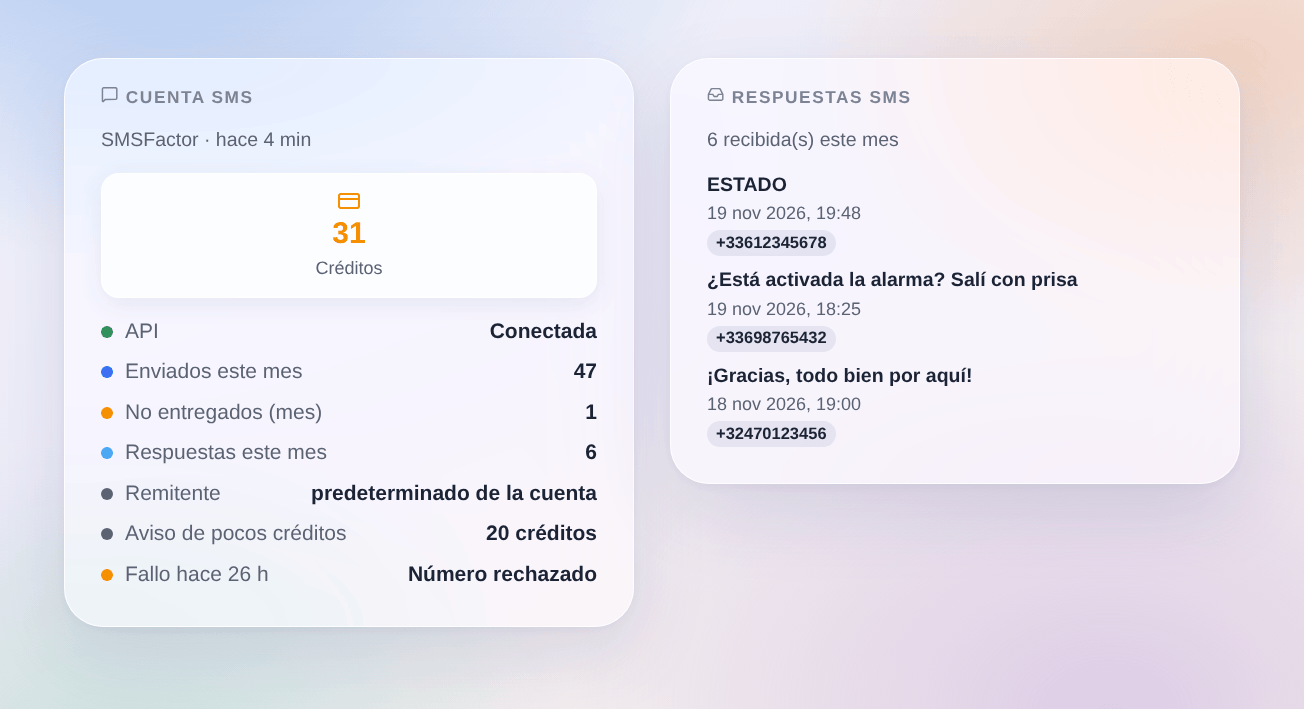 CUENTA SMS
SMSFactor · hace 4 min
31
Créditos
API Conectada
Enviados este mes 47
No entregados (mes) 1
Respuestas este mes 6
Remitente predeterminado de la cuenta
Aviso de pocos créditos 20 créditos
Fallo hace 26 h Número rechazado
RESPUESTAS SMS
6 recibida(s) este mes
ESTADO
19 nov 2026, 19:48
+33612345678
¿Está activada la alarma? Salí con prisa
19 nov 2026, 18:25
+33698765432
¡Gracias, todo bien por aquí!
18 nov 2026, 19:00
+32470123456